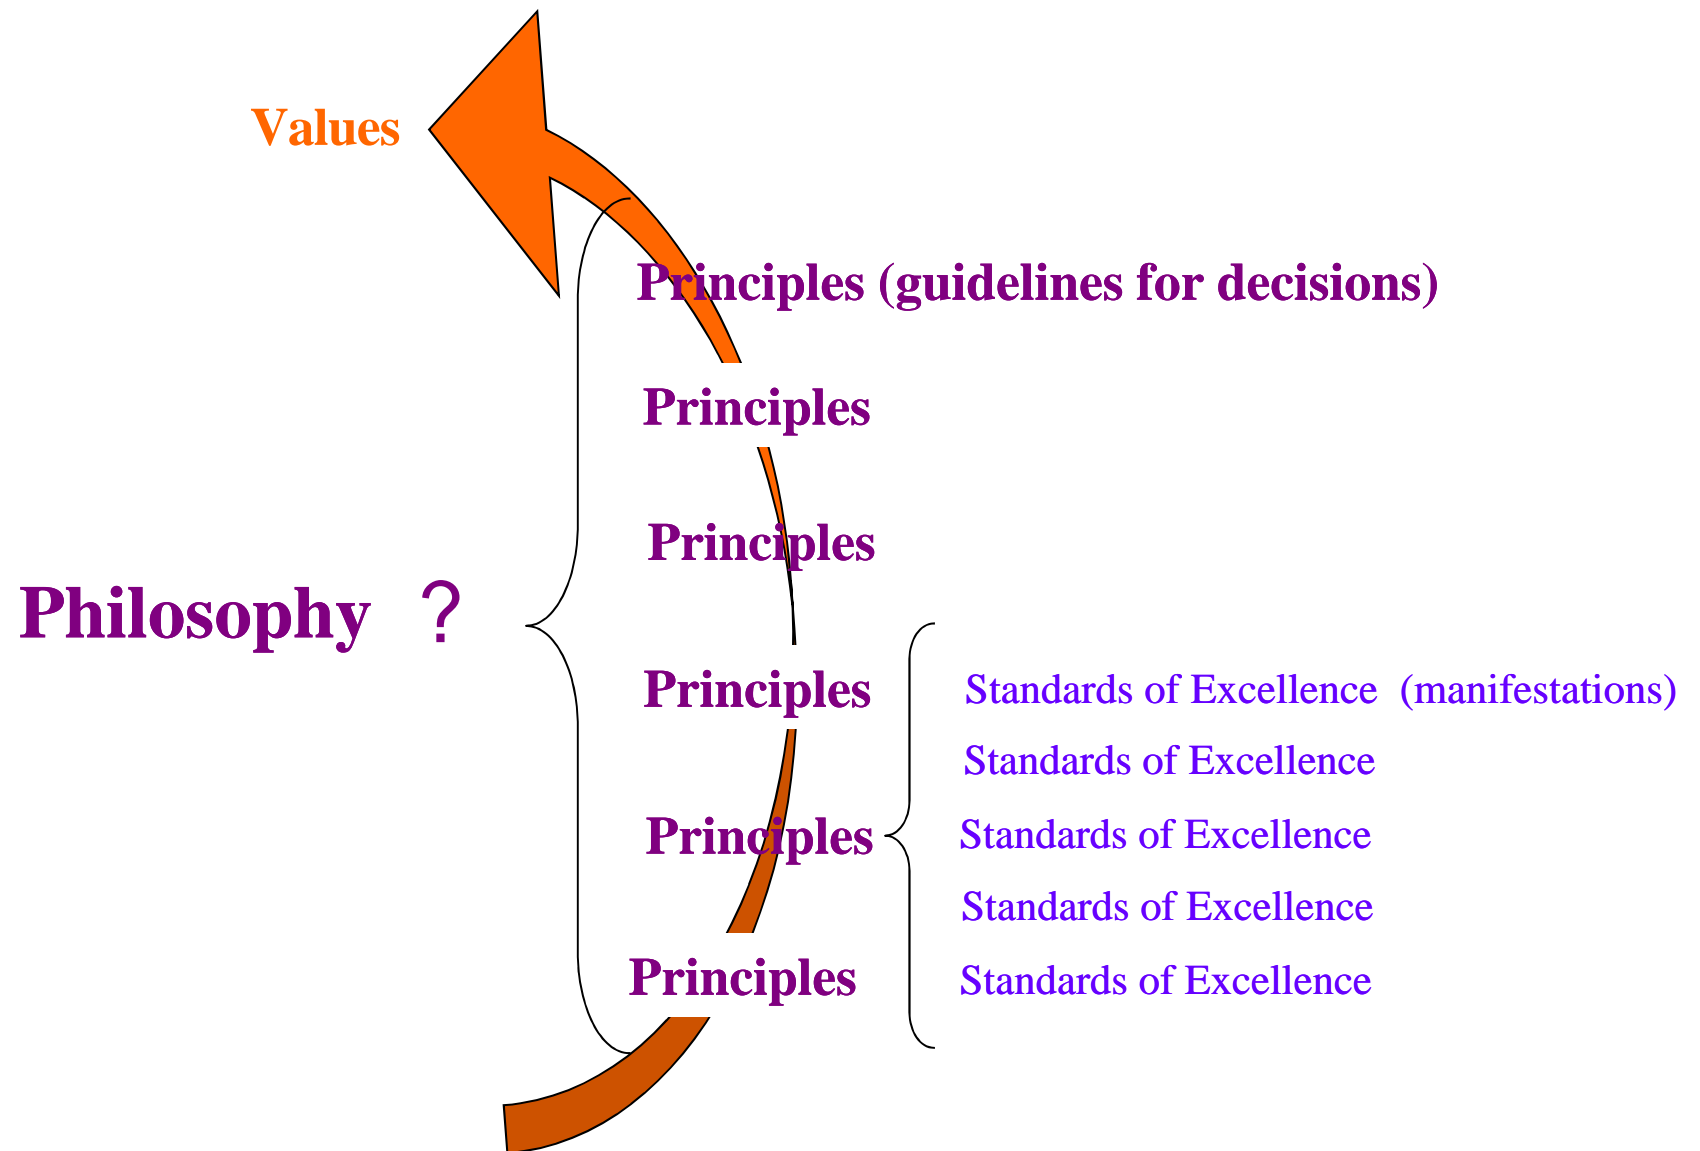 Values
Principles (guidelines for decisions)
Principles
Principles
Philosophy ?
Principles
Standards of Excellence (manifestations)
Standards of Excellence
Principles
Standards of Excellence
Standards of Excellence
Principles
Standards of Excellence